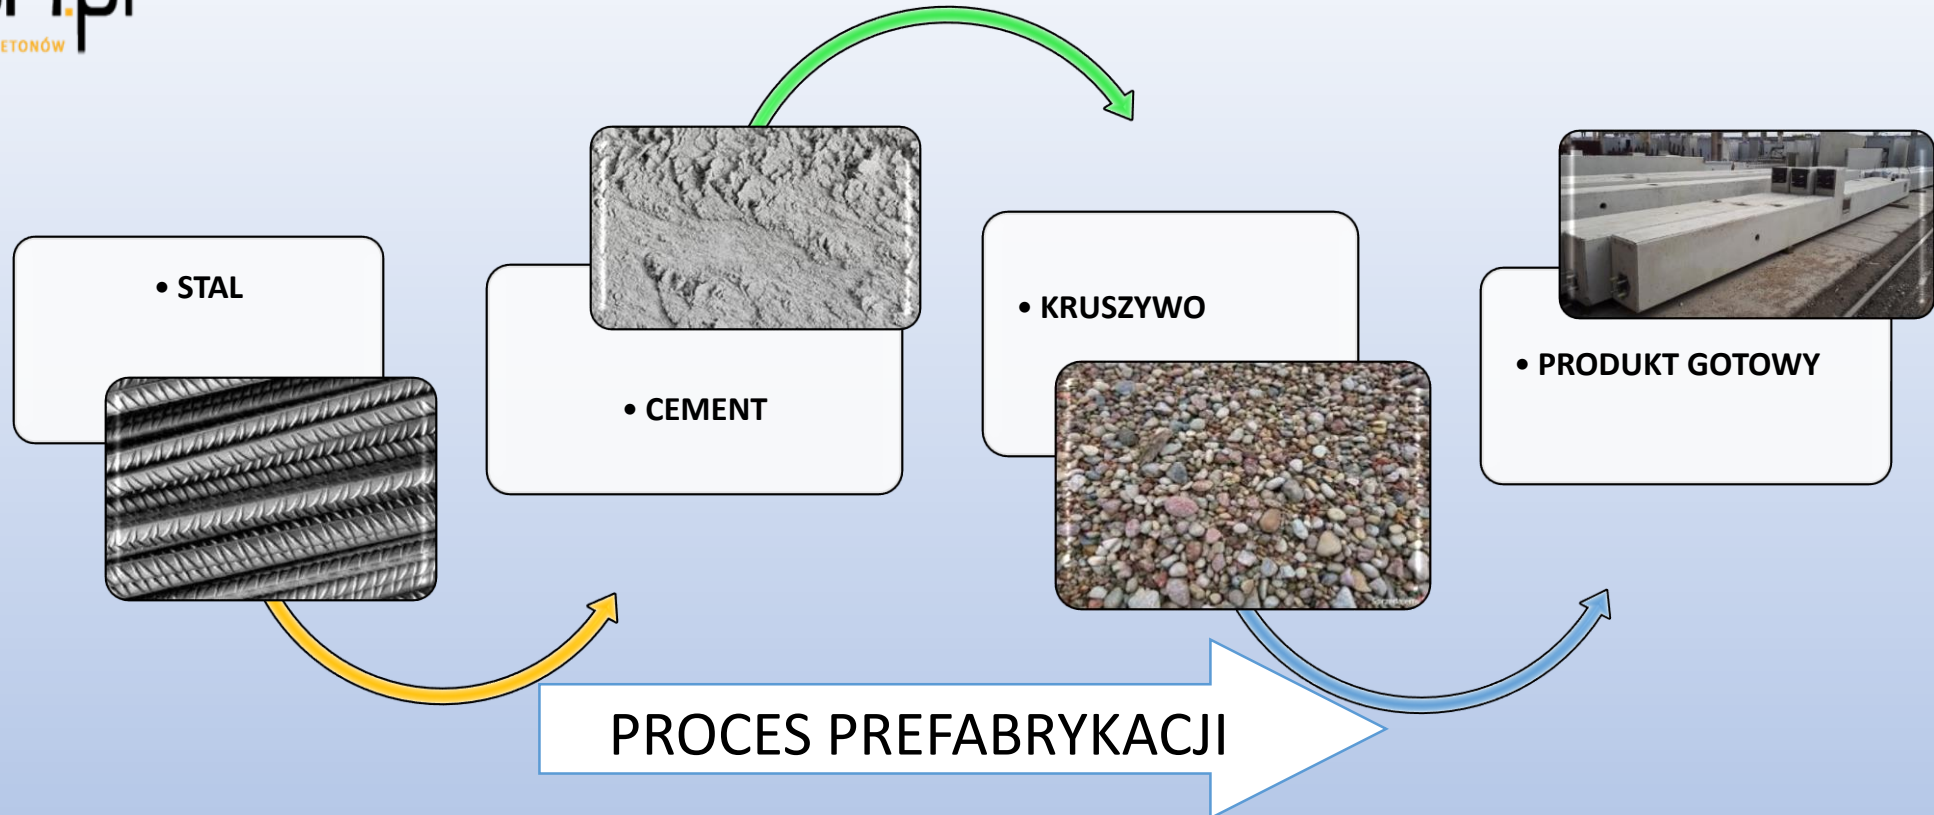 ETONÓW
• STAL
• CEMENT
• KRUSZYWO
• PRODUKT GOTOWY
PROCES PREFABRYKACJI